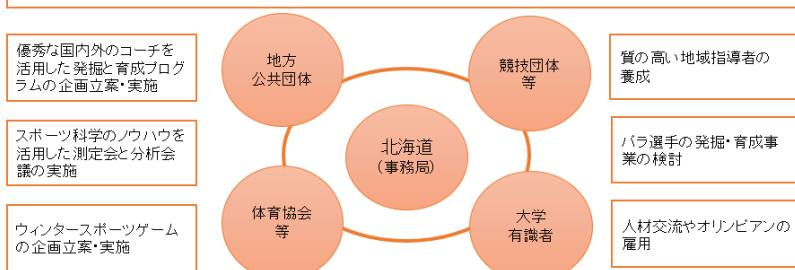 優秀な国内外のコーチを
活用した発掘と育成プログ
ラムの企画立案・実施
スポーツ科学のノウハウを
活用した測定会と分析会
議の実施
ウィンタースポーツゲーム
の企画立案・実施
地方
公共団体
競技団体
等
北海道
(事務局)
体育協会
等
大学
有識者
質の高い地域指導者の
養成
パラ選手の発掘・育成事
業の検討
人材交流やオリンピアンの
雇用